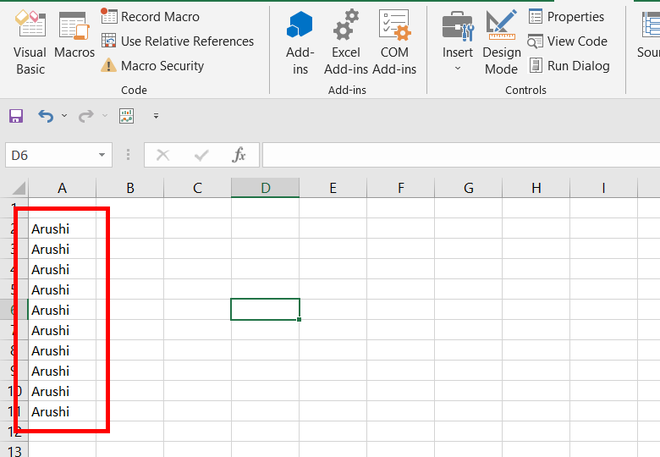 Record Macro Properties
Use Relative References View Code
Macro Security Run Dialog
Visual Basic Macros Add-ins Excel Add-ins COM Add-ins Insert Design Mode
Code Add-ins Controls
D6 fx
A B C D E F G H I
1
2 Arushi
3 Arushi
4 Arushi
5 Arushi
6 Arushi
7 Arushi
8 Arushi
9 Arushi
10 Arushi
11 Arushi
12
13